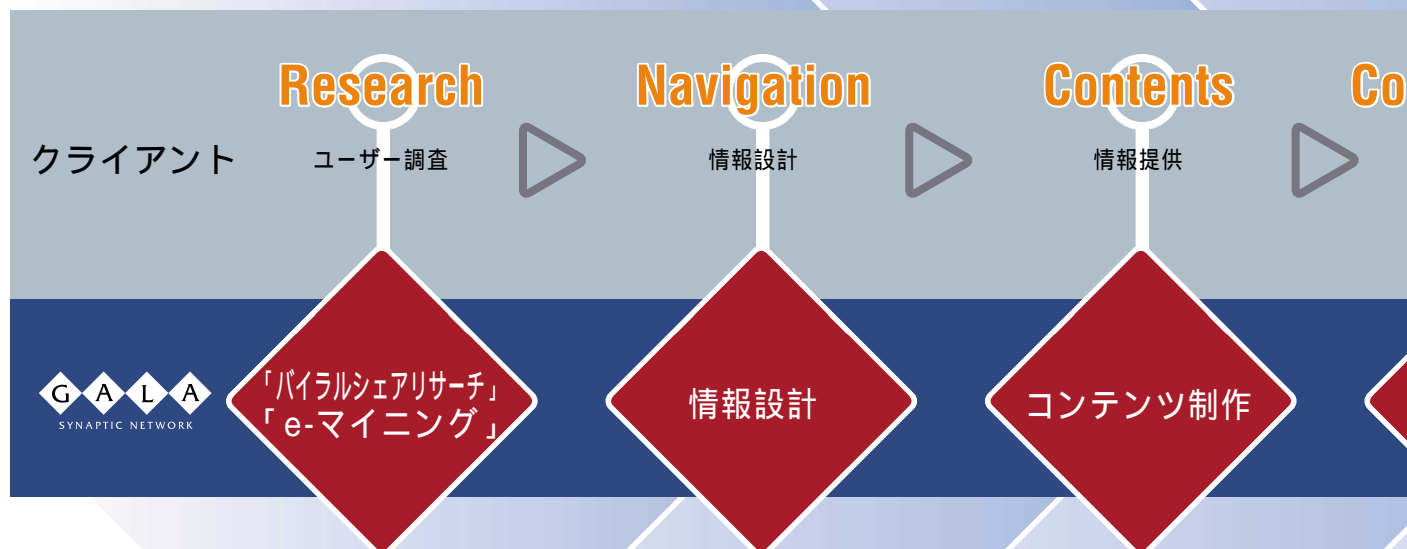 Research
Navigation
Contents
Co
クライアント
ユーザー調査
情報設計
情報提供
GALA
SYNAPTIC NETWORK
「バイラルシェアリサーチ」
「e-マイニング」
情報設計
コンテンツ制作